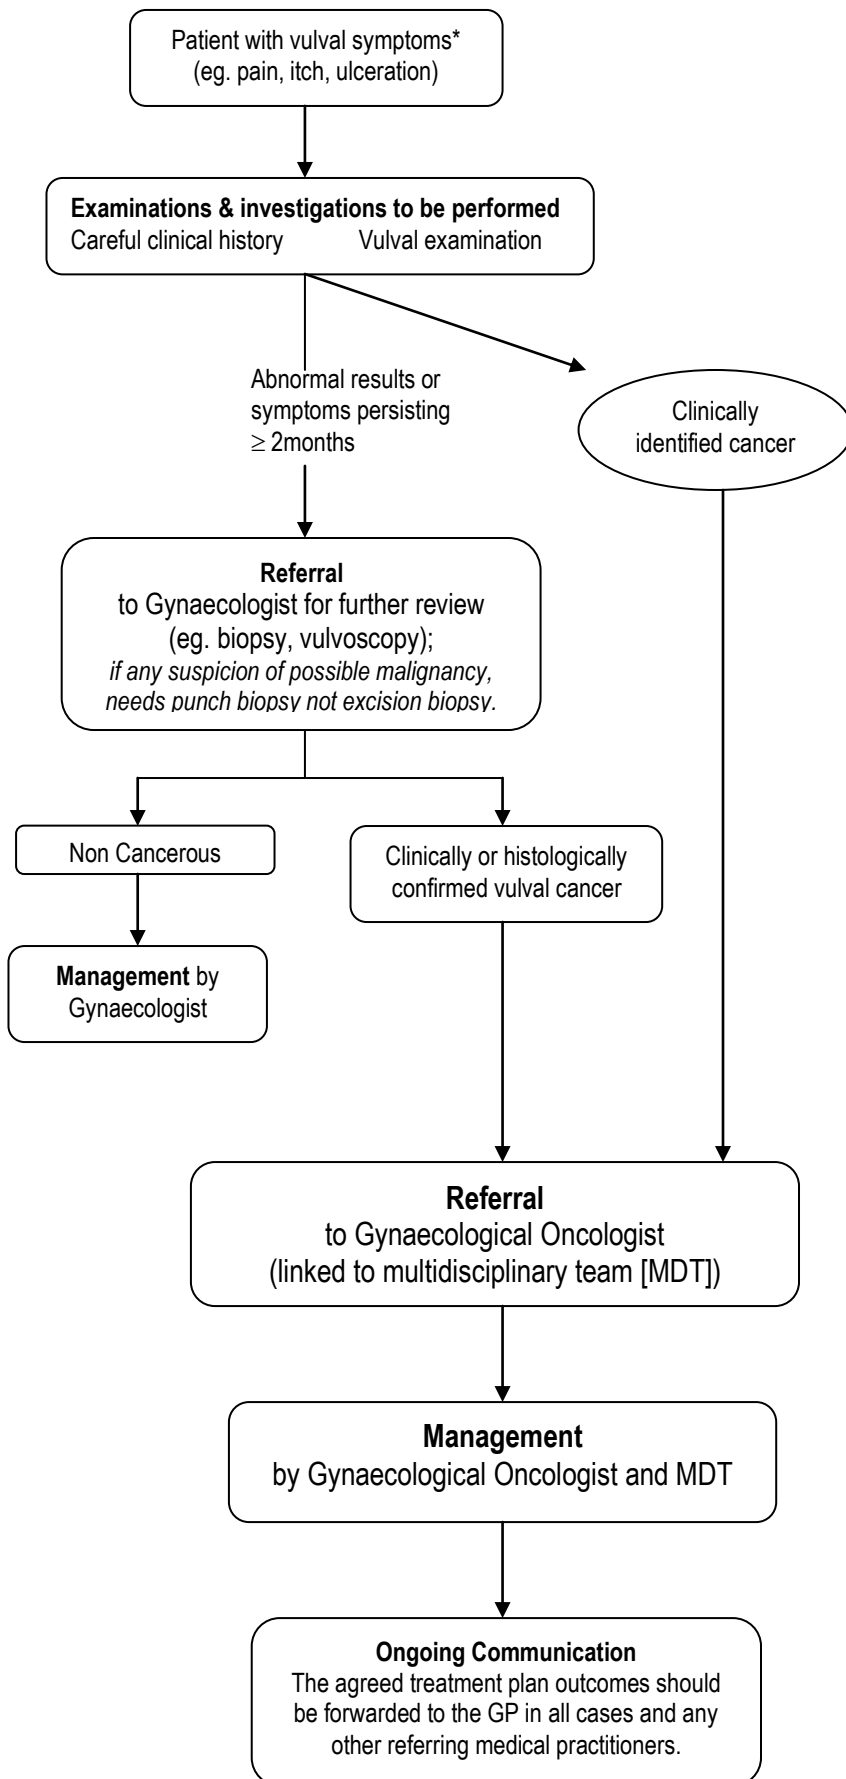 Patient with vulval symptoms*
(eg. pain, itch, ulceration)
Examinations & investigations to be performed
Careful clinical history Vulval examination
Abnormal results or
symptoms persisting
≥ 2months
Clinically
identified cancer
Referral
to Gynaecologist for further review
(eg. biopsy, vulvoscopy);
if any suspicion of possible malignancy,
needs punch biopsy not excision biopsy.
Non Cancerous
Clinically or histologically
confirmed vulval cancer
Management by
Gynaecologist
Referral
to Gynaecological Oncologist
(linked to multidisciplinary team [MDT])
Management
by Gynaecological Oncologist and MDT
Ongoing Communication
The agreed treatment plan outcomes should
be forwarded to the GP in all cases and any
other referring medical practitioners.